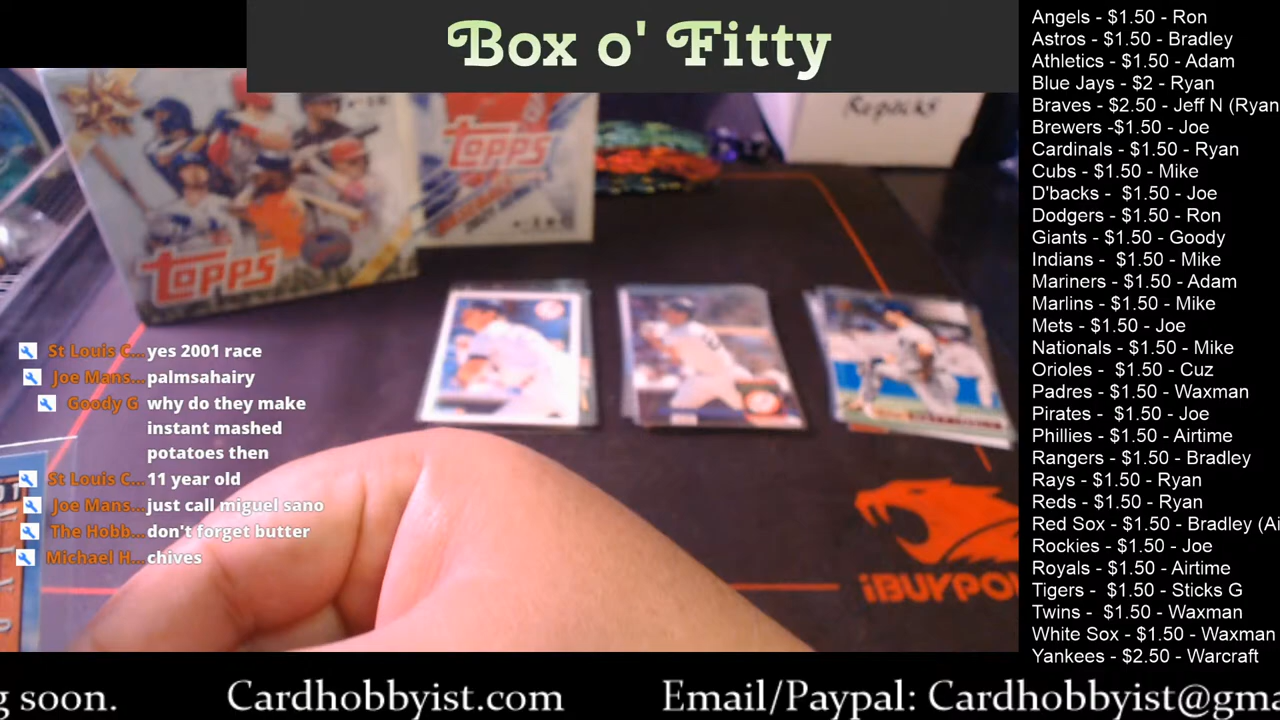 Box o' Fitty
Repacks
Topps
Topps
St Louis C... yes 2001 race
Joe Mans... palmsahairy
Goody G why do they make
instant mashed
potatoes then
St Louis C... 11 year old
Joe Mans... just call miguel sano
The Hobb... don't forget butter
Michael H... chives
iBUYPO
Angels - $1.50 - Ron
Astros - $1.50 - Bradley
Athletics - $1.50 - Adam
Blue Jays - $2 - Ryan
Braves - $2.50 - Jeff N (Ryan
Brewers -$1.50 - Joe
Cardinals - $1.50 - Ryan
Cubs - $1.50 - Mike
D'backs -  $1.50 - Joe
Dodgers - $1.50 - Ron
Giants - $1.50 - Goody
Indians -  $1.50 - Mike
Mariners - $1.50 - Adam
Marlins - $1.50 - Mike
Mets - $1.50 - Joe
Nationals - $1.50 - Mike
Orioles - $1.50 - Cuz
Padres - $1.50 - Waxman
Pirates -  $1.50 - Joe
Phillies - $1.50 - Airtime
Rangers - $1.50 - Bradley
Rays - $1.50 - Ryan
Reds - $1.50 - Ryan
Red Sox - $1.50 - Bradley (Ai
Rockies - $1.50 - Joe
Royals - $1.50 - Airtime
Tigers -  $1.50 - Sticks G
Twins -  $1.50 - Waxman
White Sox - $1.50 - Waxman
Yankees - $2.50 - Warcraft
g soon. Cardhobbyist.com Email/Paypal: Cardhobbyist@gma